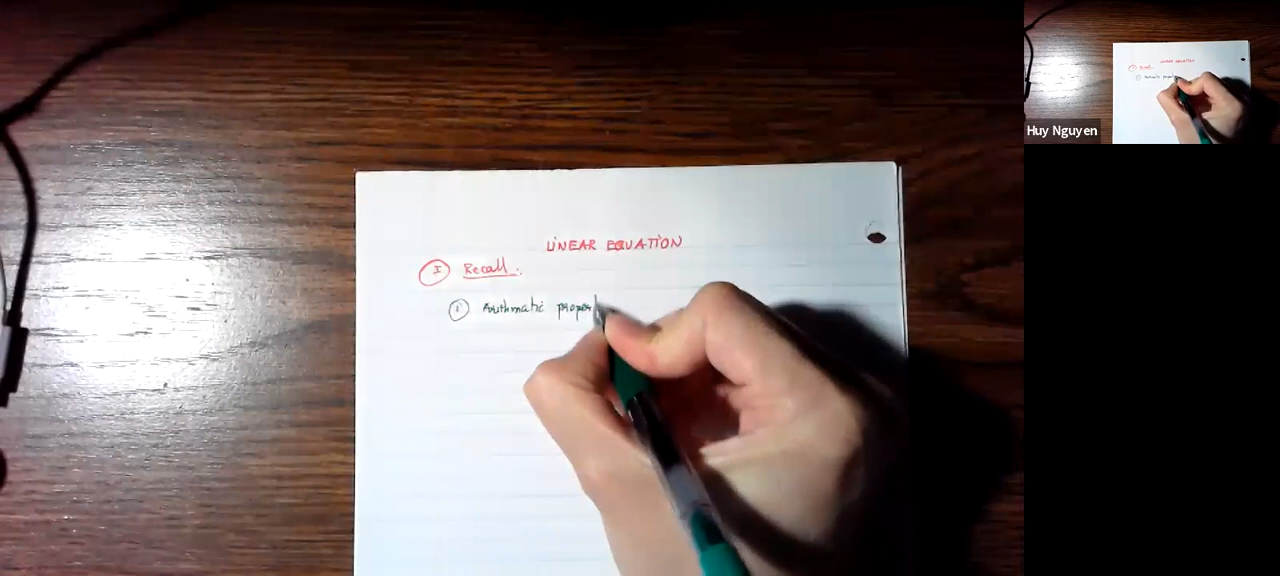 LINEAR EQUATION
I Recall:
1 Arithmatic proper
Huy Nguyen